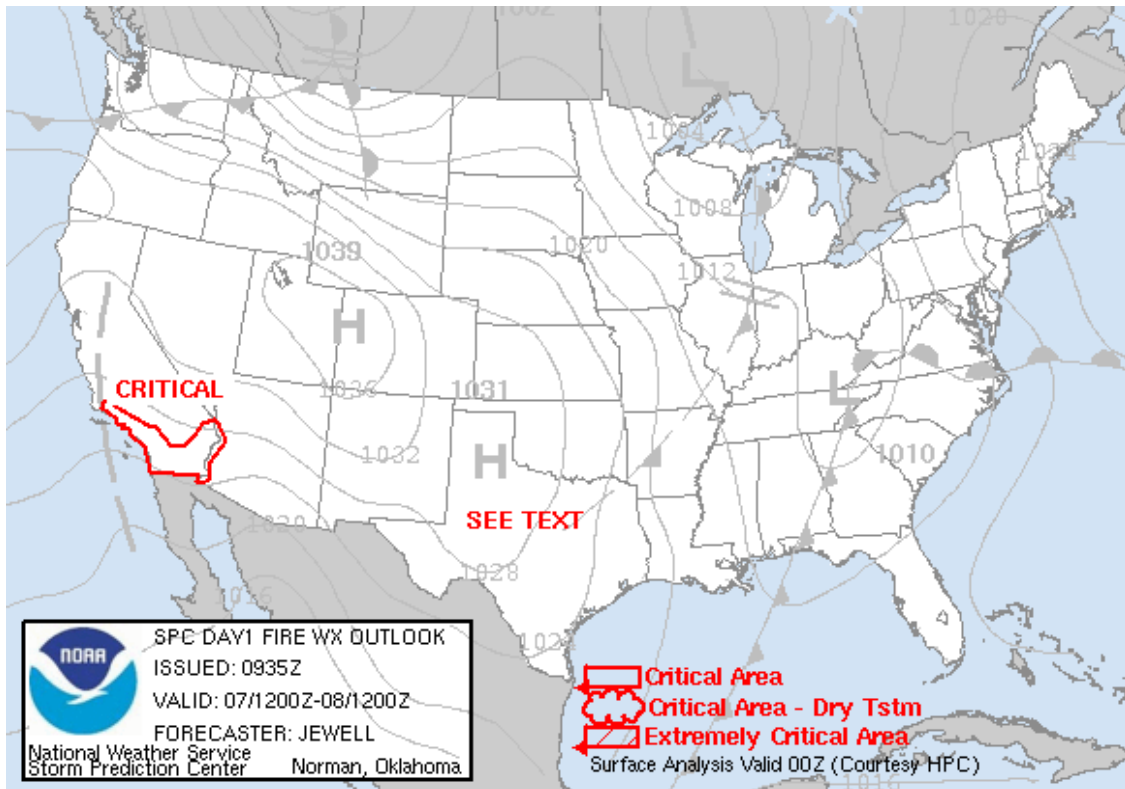 1020
1004
1024
1008
1039
1020
1012
H
CRITICAL
1036
1031
L
1032
H
1010
SEE TEXT
1020
1028
1016
NOAA
SPC DAY1 FIRE WX OUTLOOK
ISSUED: 0935Z
VALID: 07/1200Z-08/1200Z
FORECASTER: JEWELL
National Weather Service
Storm Prediction Center Norman, Oklahoma
L
Critical Area
Critical Area - Dry Tstm
Extremely Critical Area
Surface Analysis Valid 00Z (Courtesy HPC)
1016